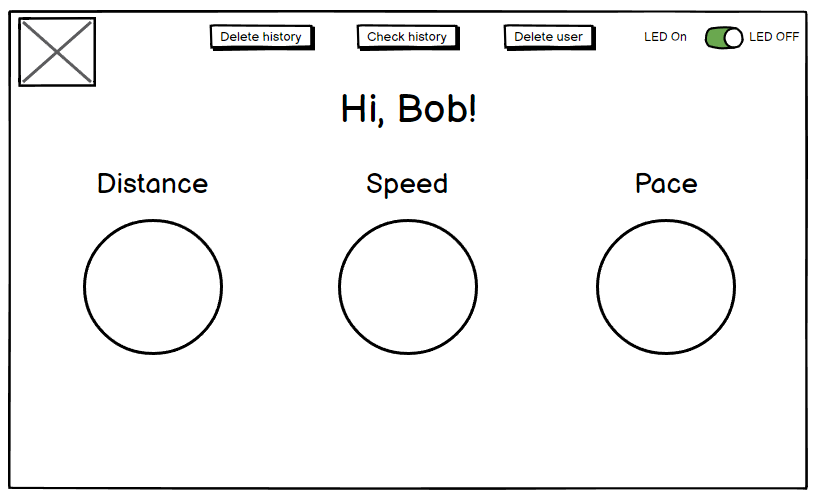 Delete history
Check history
Delete user
LED On
LED OFF
Hi, Bob!
Distance
Speed
Pace